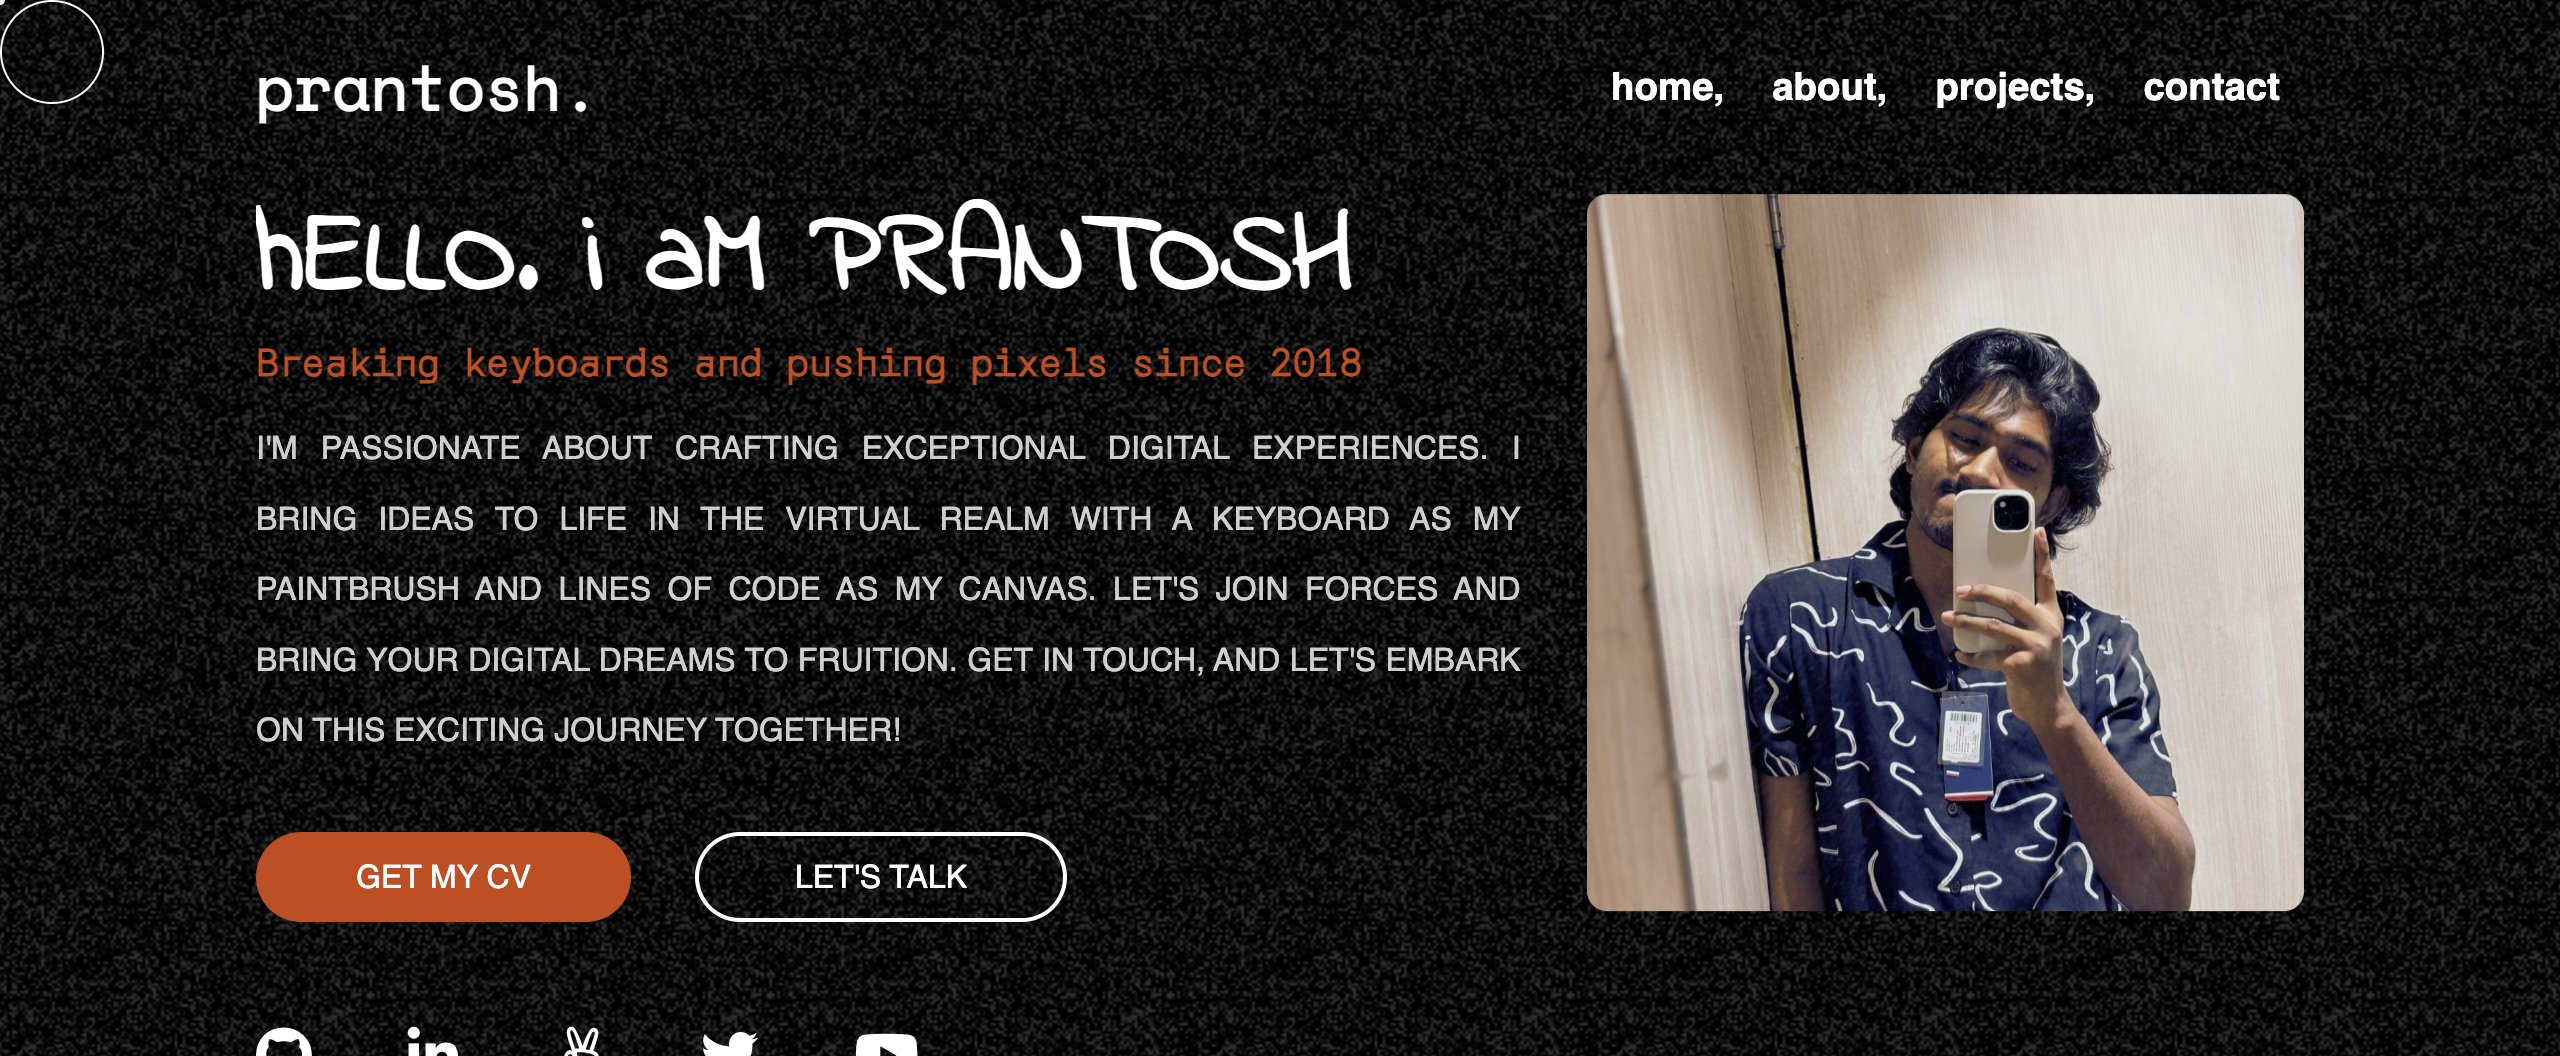 prantosh.
home, about, projects, contact
hELLO. i aM PRANTOSH
Breaking keyboards and pushing pixels since 2018
I'M PASSIONATE ABOUT CRAFTING EXCEPTIONAL DIGITAL EXPERIENCES. I
BRING IDEAS TO LIFE IN THE VIRTUAL REALM WITH A KEYBOARD AS MY
PAINTBRUSH AND LINES OF CODE AS MY CANVAS. LET'S JOIN FORCES AND
BRING YOUR DIGITAL DREAMS TO FRUITION. GET IN TOUCH, AND LET'S EMBARK
ON THIS EXCITING JOURNEY TOGETHER!
GET MY CV
LET'S TALK
in